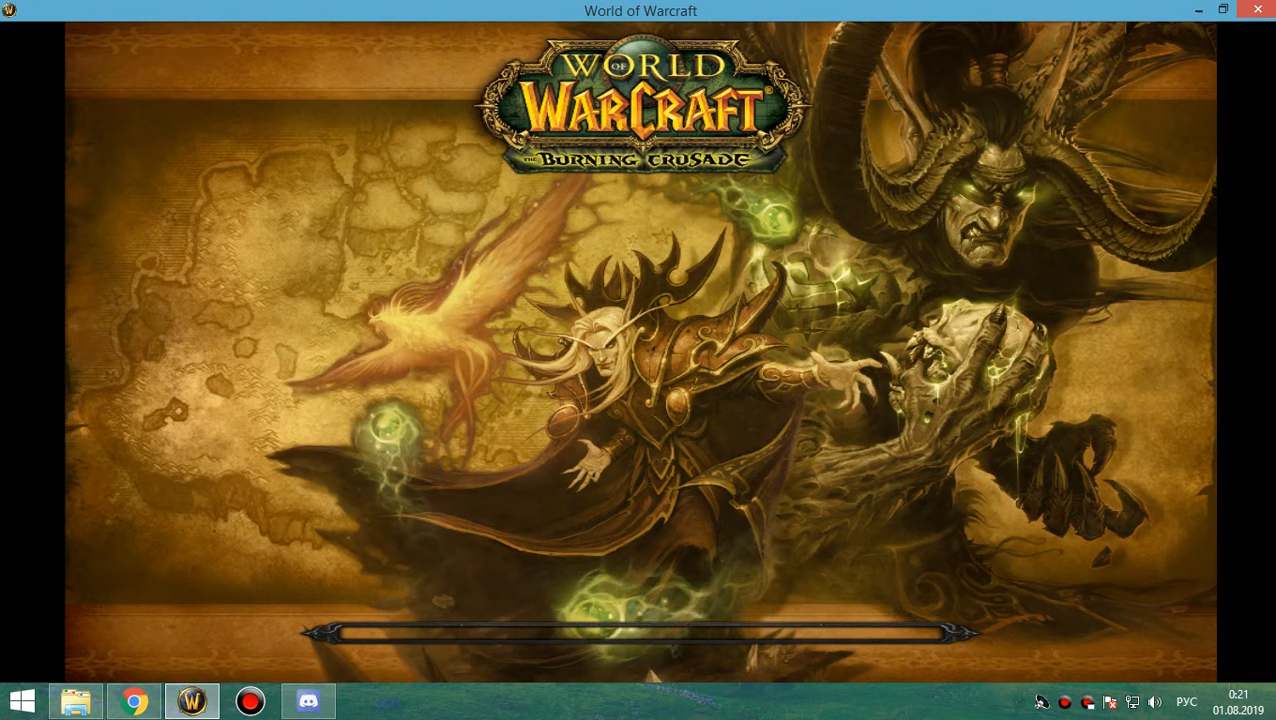 World of Warcraft
WORLD
OF
WARCRAFT®
THE BURNING CRUSADE
РУС
0:21
01.08.2019